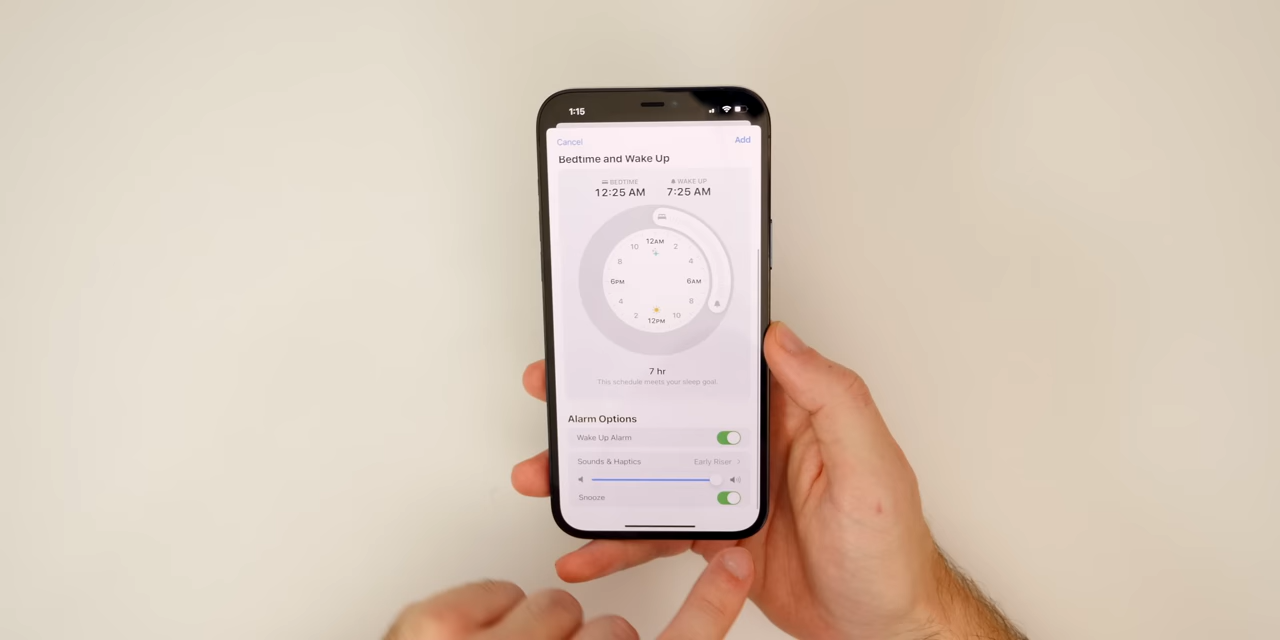 1:15
Cancel Add
Bedtime and Wake Up
BEDTIME WAKE UP
12:25 AM 7:25 AM
12AM
10 2
8 4
6PM 6AM
4 8
2 10
12PM
7 hr
This schedule meets your sleep goal.
Alarm Options
Wake Up Alarm
Sounds & Haptics Early Riser >
Snooze